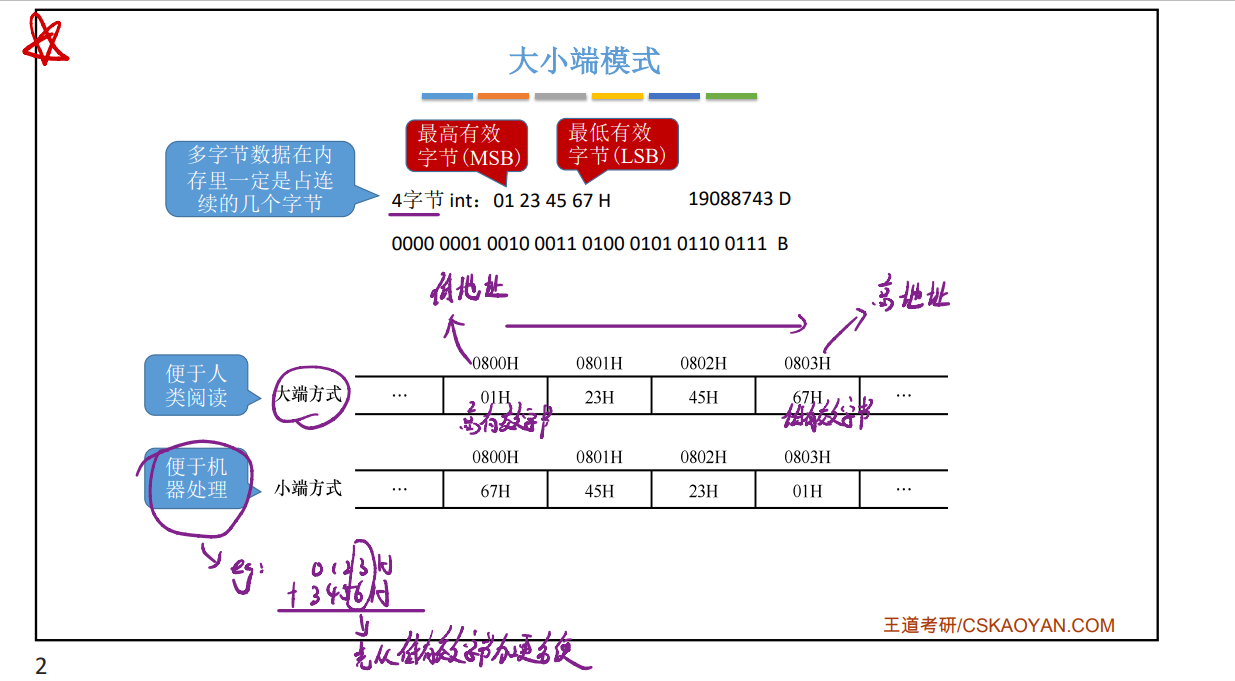 大小端模式
多字节数据在内
存里一定是占连
续的几个字节
最高有效
字节(MSB)
最低有效
字节(LSB)
4字节 int： 01 23 45 67 H 19088743 D
0000 0001 0010 0011 0100 0101 0110 0111 B
低地址
高地址
便于人
类阅读
0800H 0801H 0802H 0803H
大端方式 … 01H 23H 45H 67H …
高有效字节 低有效字节
便于机
器处理
0800H 0801H 0802H 0803H
小端方式 … 67H 45H 23H 01H …
eg:
0123H
+ 3456H
先从低有效字节加更方便
王道考研/CSKAOYAN.COM
2